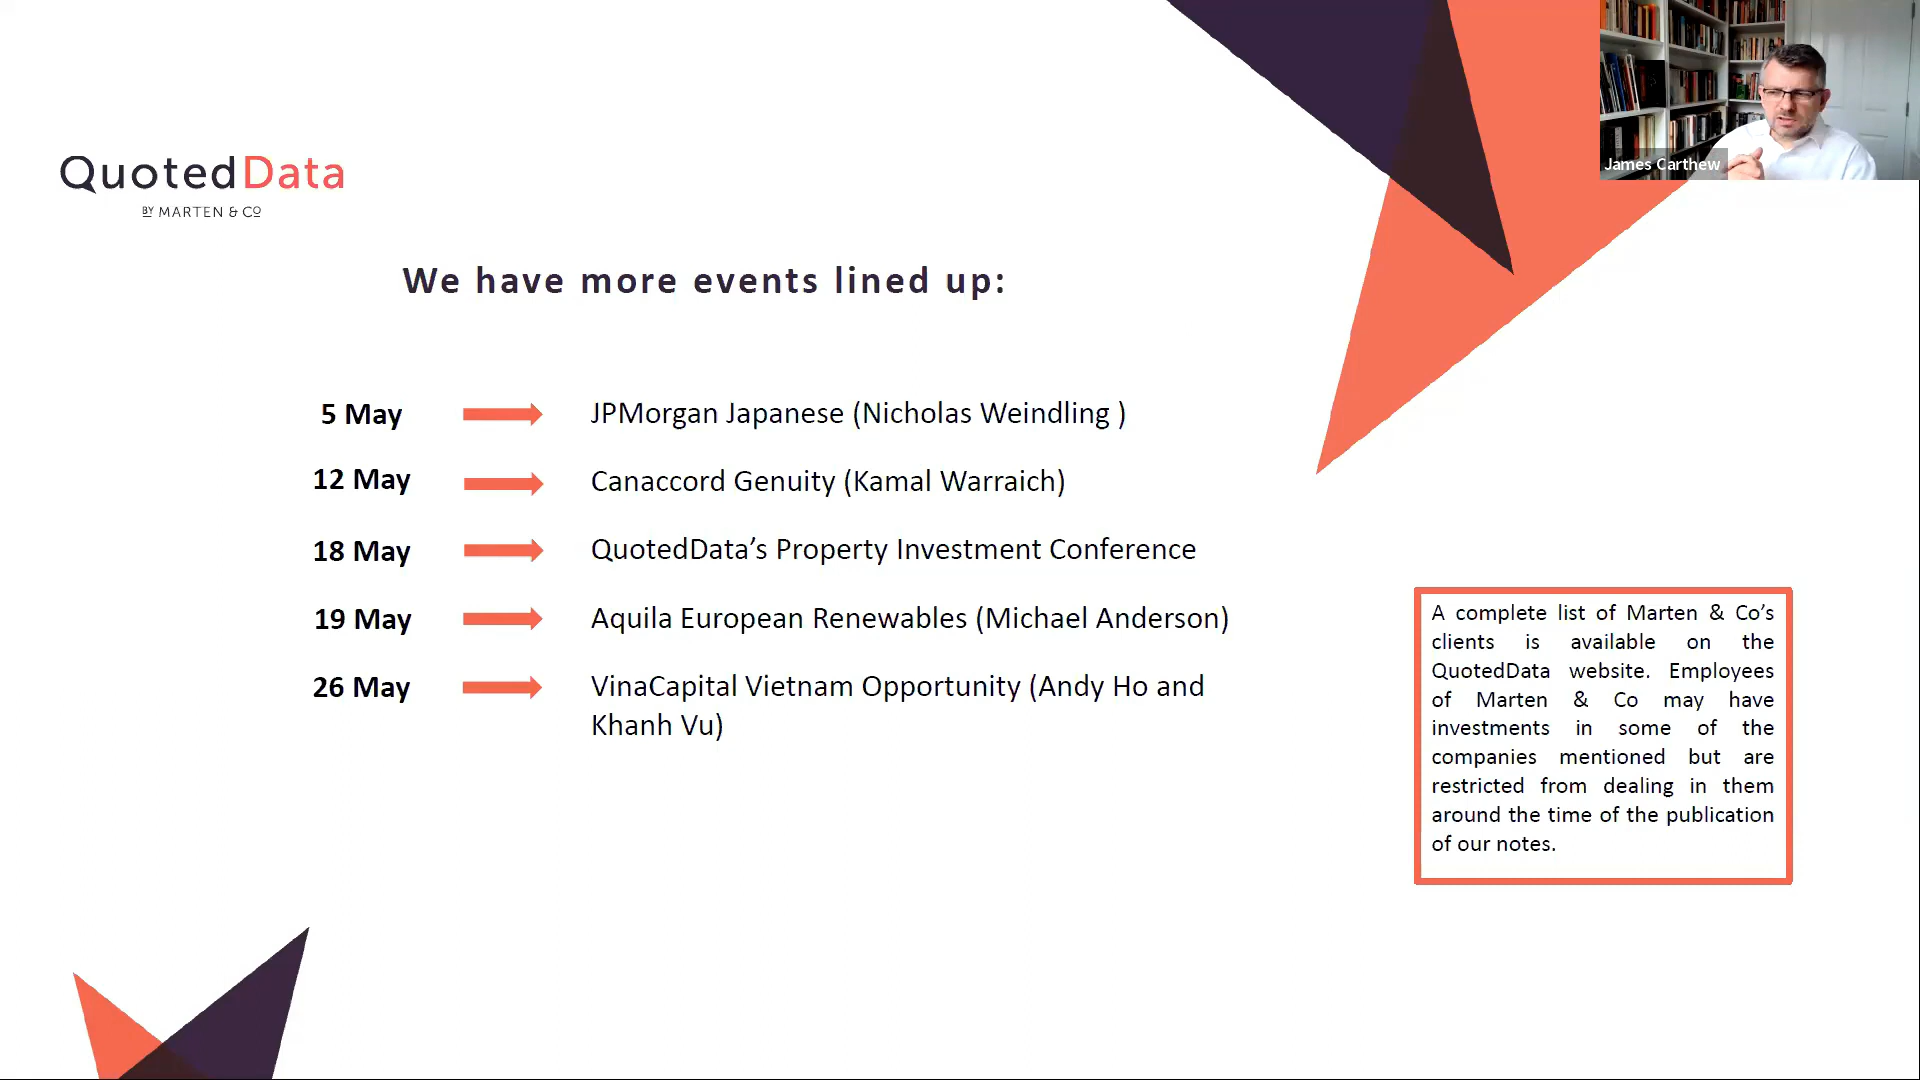 James Carthew
QuotedData
BY MARTEN & CO
We have more events lined up:
5 May
JPMorgan Japanese (Nicholas Weindling )
12 May
Canaccord Genuity (Kamal Warraich)
18 May
QuotedData’s Property Investment Conference
19 May
Aquila European Renewables (Michael Anderson)
26 May
VinaCapital Vietnam Opportunity (Andy Ho and
Khanh Vu)
A complete list of Marten & Co’s
clients is available on the
QuotedData website. Employees
of Marten & Co may have
investments in some of the
companies mentioned but are
restricted from dealing in them
around the time of the publication
of our notes.